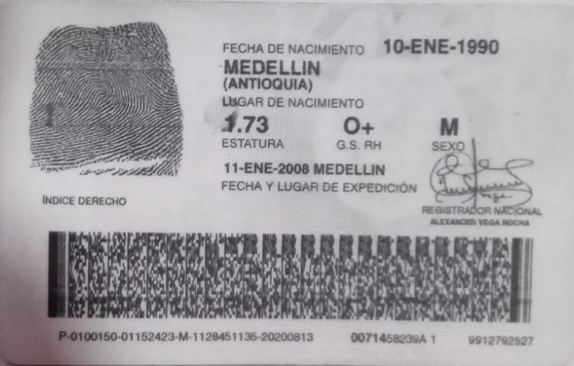 FECHA DE NACIMIENTO 10-ENE-1990
MEDELLIN
(ANTIOQUIA)
LUGAR DE NACIMIENTO
1.73 O+ M
ESTATURA G.S. RH SEXO
11-ENE-2008 MEDELLIN
FECHA Y LUGAR DE EXPEDICIÓN
ÍNDICE DERECHO
REGISTRADOR NACIONAL
ALEXANDER VEGA ROCHA
P-0100150-01152423-M-1128451135-20200813 0071458239A 1 9912792527